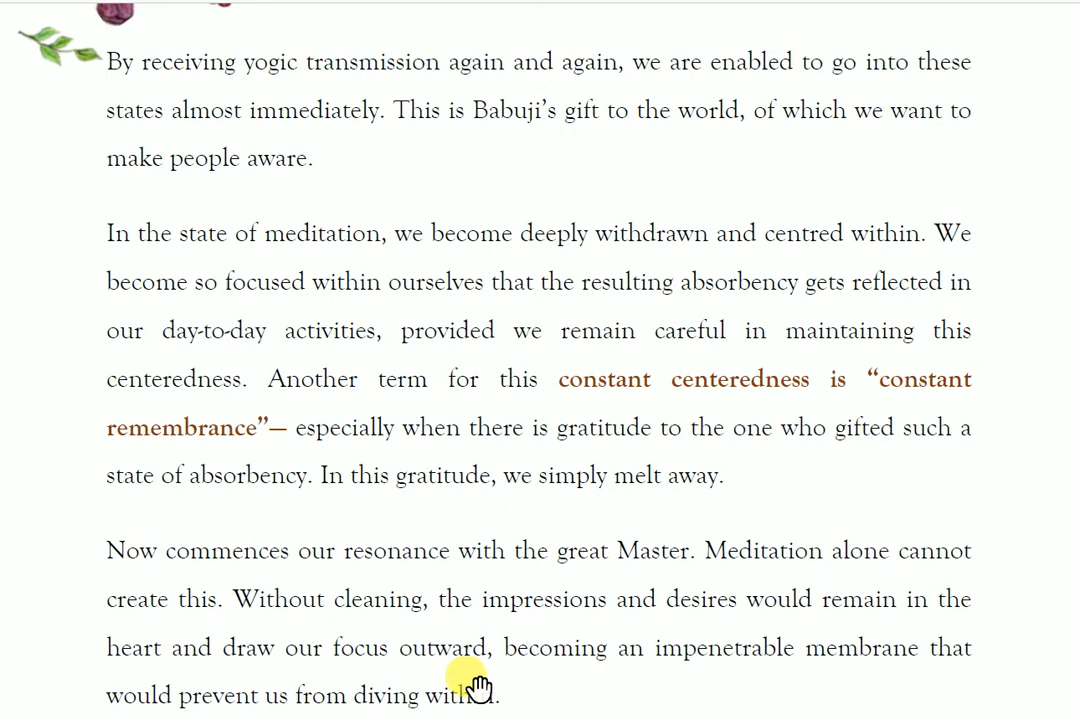 By receiving yogic transmission again and again, we are enabled to go into these
states almost immediately. This is Babuji’s gift to the world, of which we want to
make people aware.
In the state of meditation, we become deeply withdrawn and centred within. We
become so focused within ourselves that the resulting absorbency gets reflected in
our day-to-day activities, provided we remain careful in maintaining this
centeredness. Another term for this constant centeredness is “constant
remembrance”— especially when there is gratitude to the one who gifted such a
state of absorbency. In this gratitude, we simply melt away.
Now commences our resonance with the great Master. Meditation alone cannot
create this. Without cleaning, the impressions and desires would remain in the
heart and draw our focus outward, becoming an impenetrable membrane that
would prevent us from diving